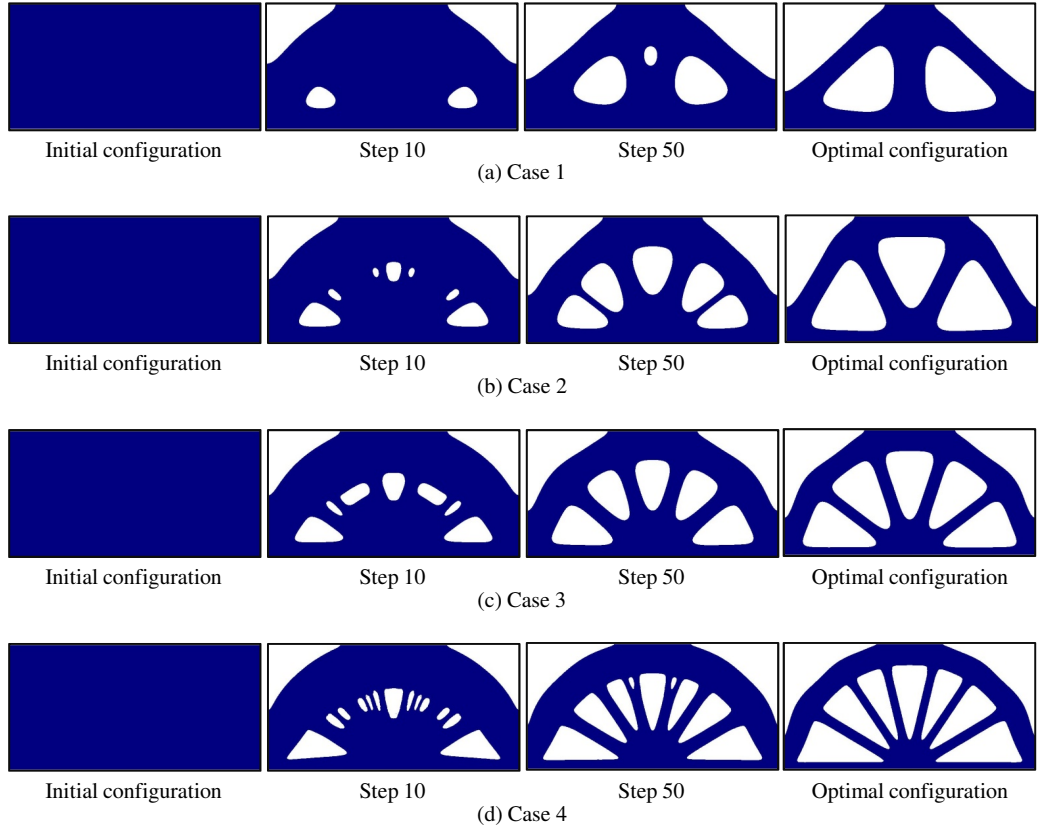 Initial configuration Step 10 Step 50 Optimal configuration
(a) Case 1
Initial configuration Step 10 Step 50 Optimal configuration
(b) Case 2
Initial configuration Step 10 Step 50 Optimal configuration
(c) Case 3
Initial configuration Step 10 Step 50 Optimal configuration
(d) Case 4